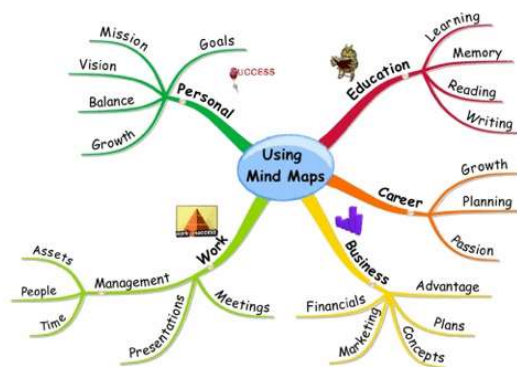 Using
Mind Maps
Education
Learning
Memory
Reading
Writing
Career
Growth
Planning
Passion
Business
Advantage
Plans
Concepts
Marketing
Financials
Work
Meetings
Presentations
Management
Assets
People
Time
Personal
Goals
Mission
Vision
Balance
Growth
SUCCESS